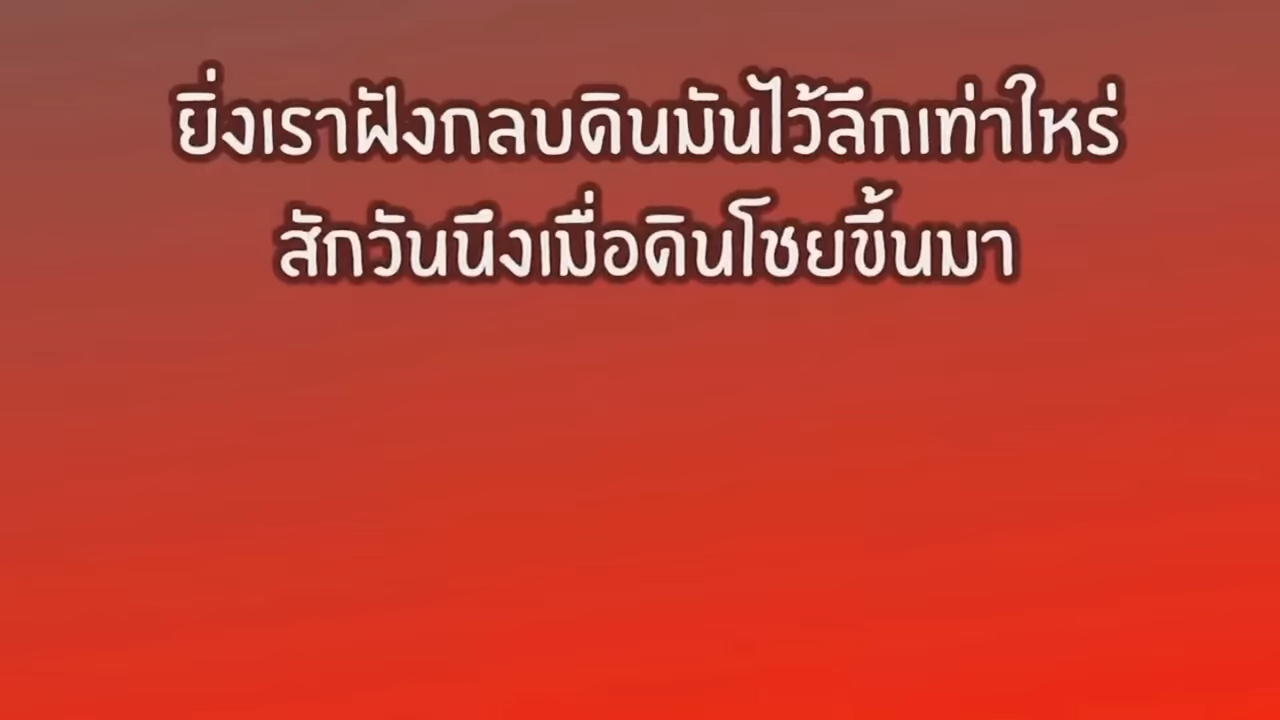 ยิ่งเราฝังกลบดินมันไว้ลึกเท่าใหร่
สักวันนึงเมื่อดินโชยขึ้นมา